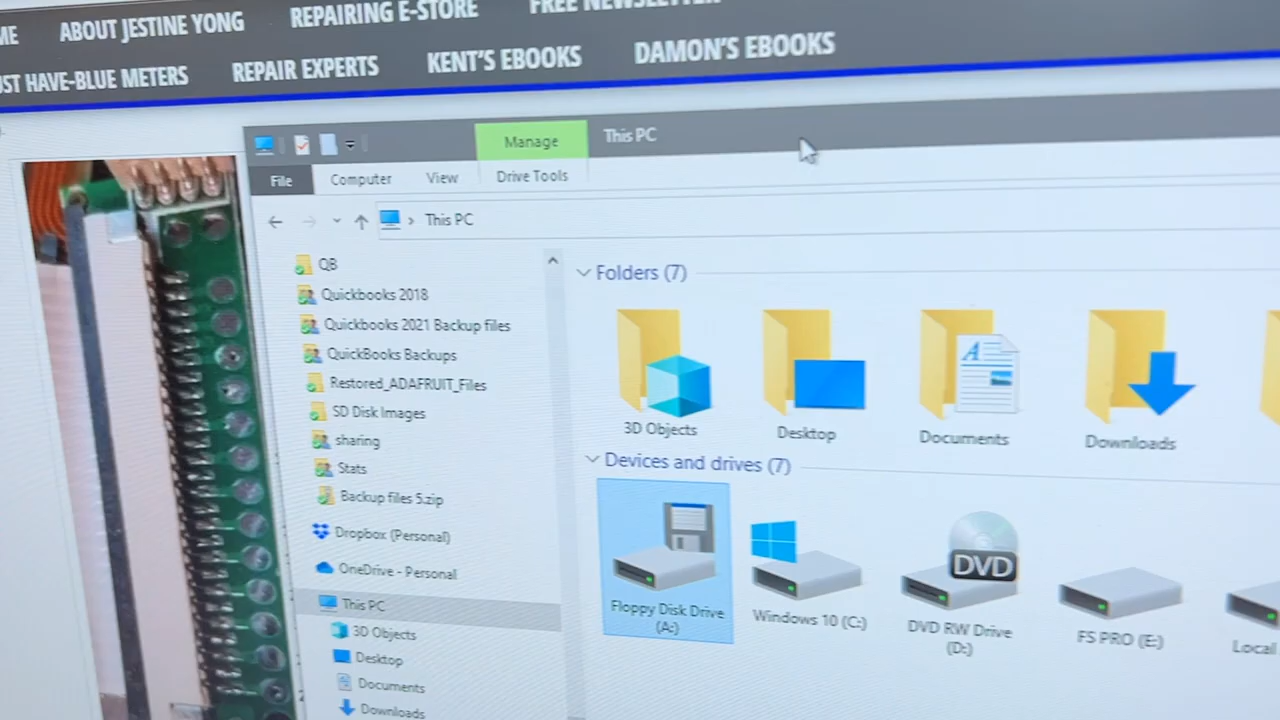 ABOUT JESTINE YONG
REPAIRING E-STORE
HAVE-BLUE METERS
REPAIR EXPERTS
KENT'S EBOOKS
DAMON'S EBOOKS
Manage
This PC
File
Computer
View
Drive Tools
This PC
QB
Quickbooks 2018
Quickbooks 2021 Backup files
QuickBooks Backups
Restored_ADAFRUIT_Files
SD Disk Images
sharing
Stats
Backup files 5.zip
Dropbox (Personal)
OneDrive - Personal
This PC
3D Objects
Desktop
Documents
Downloads
Folders (7)
3D Objects
Desktop
Documents
Downloads
Devices and drives (7)
Floppy Disk Drive
(A:)
Windows 10 (C:)
DVD
DVD RW Drive
(D:)
FS PRO (E:)
Local